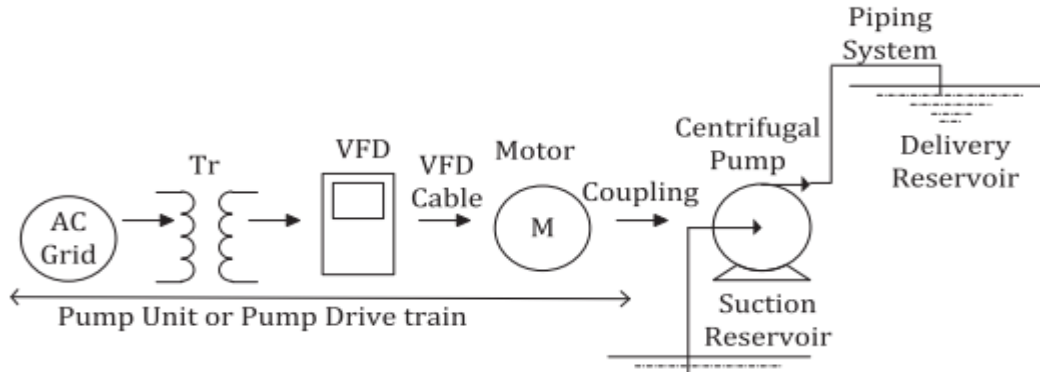 Piping
System
Centrifugal
Pump
Delivery
Reservoir
VFD
VFD
Cable
Motor
Tr
Coupling
AC
Grid
M
Pump Unit or Pump Drive train
Suction
Reservoir